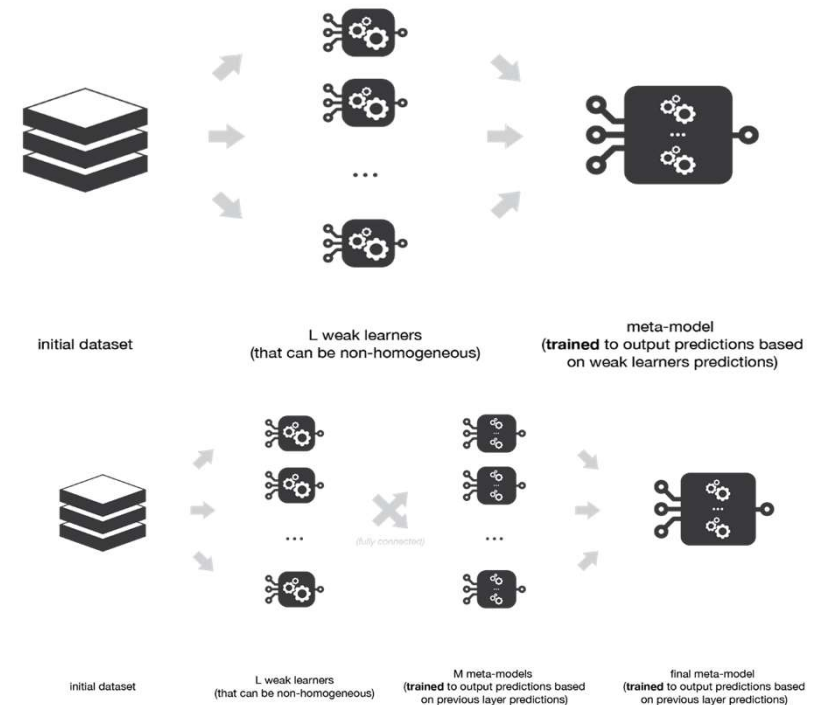 ...
initial dataset
L weak learners
(that can be non-homogeneous)
...
meta-model
(trained to output predictions based
on weak learners predictions)
...
(fully connected)
...
initial dataset
L weak learners
(that can be non-homogeneous)
M meta-models
(trained to output predictions based
on previous layer predictions)
final meta-model
(trained to output predictions based
on previous layer predictions)